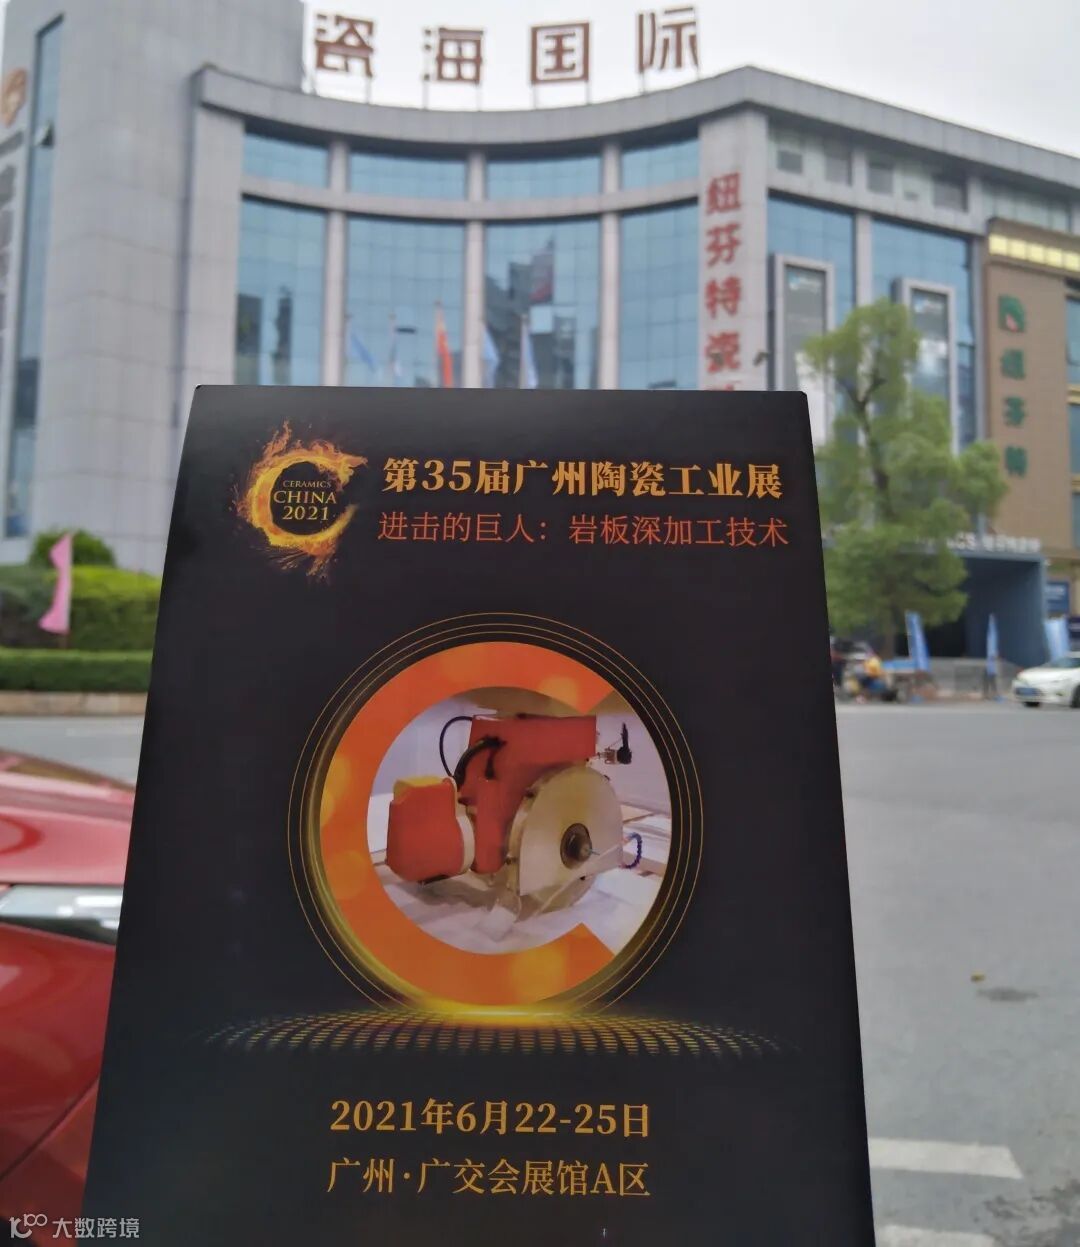 瓷海国际
纽芬特瓷
纽芬特
CERAMICS
CHINA
2021
第35届广州陶瓷工业展
进击的巨人：岩板深加工技术
2021年6月22-25日
广州·广交会展馆A区
大数跨境